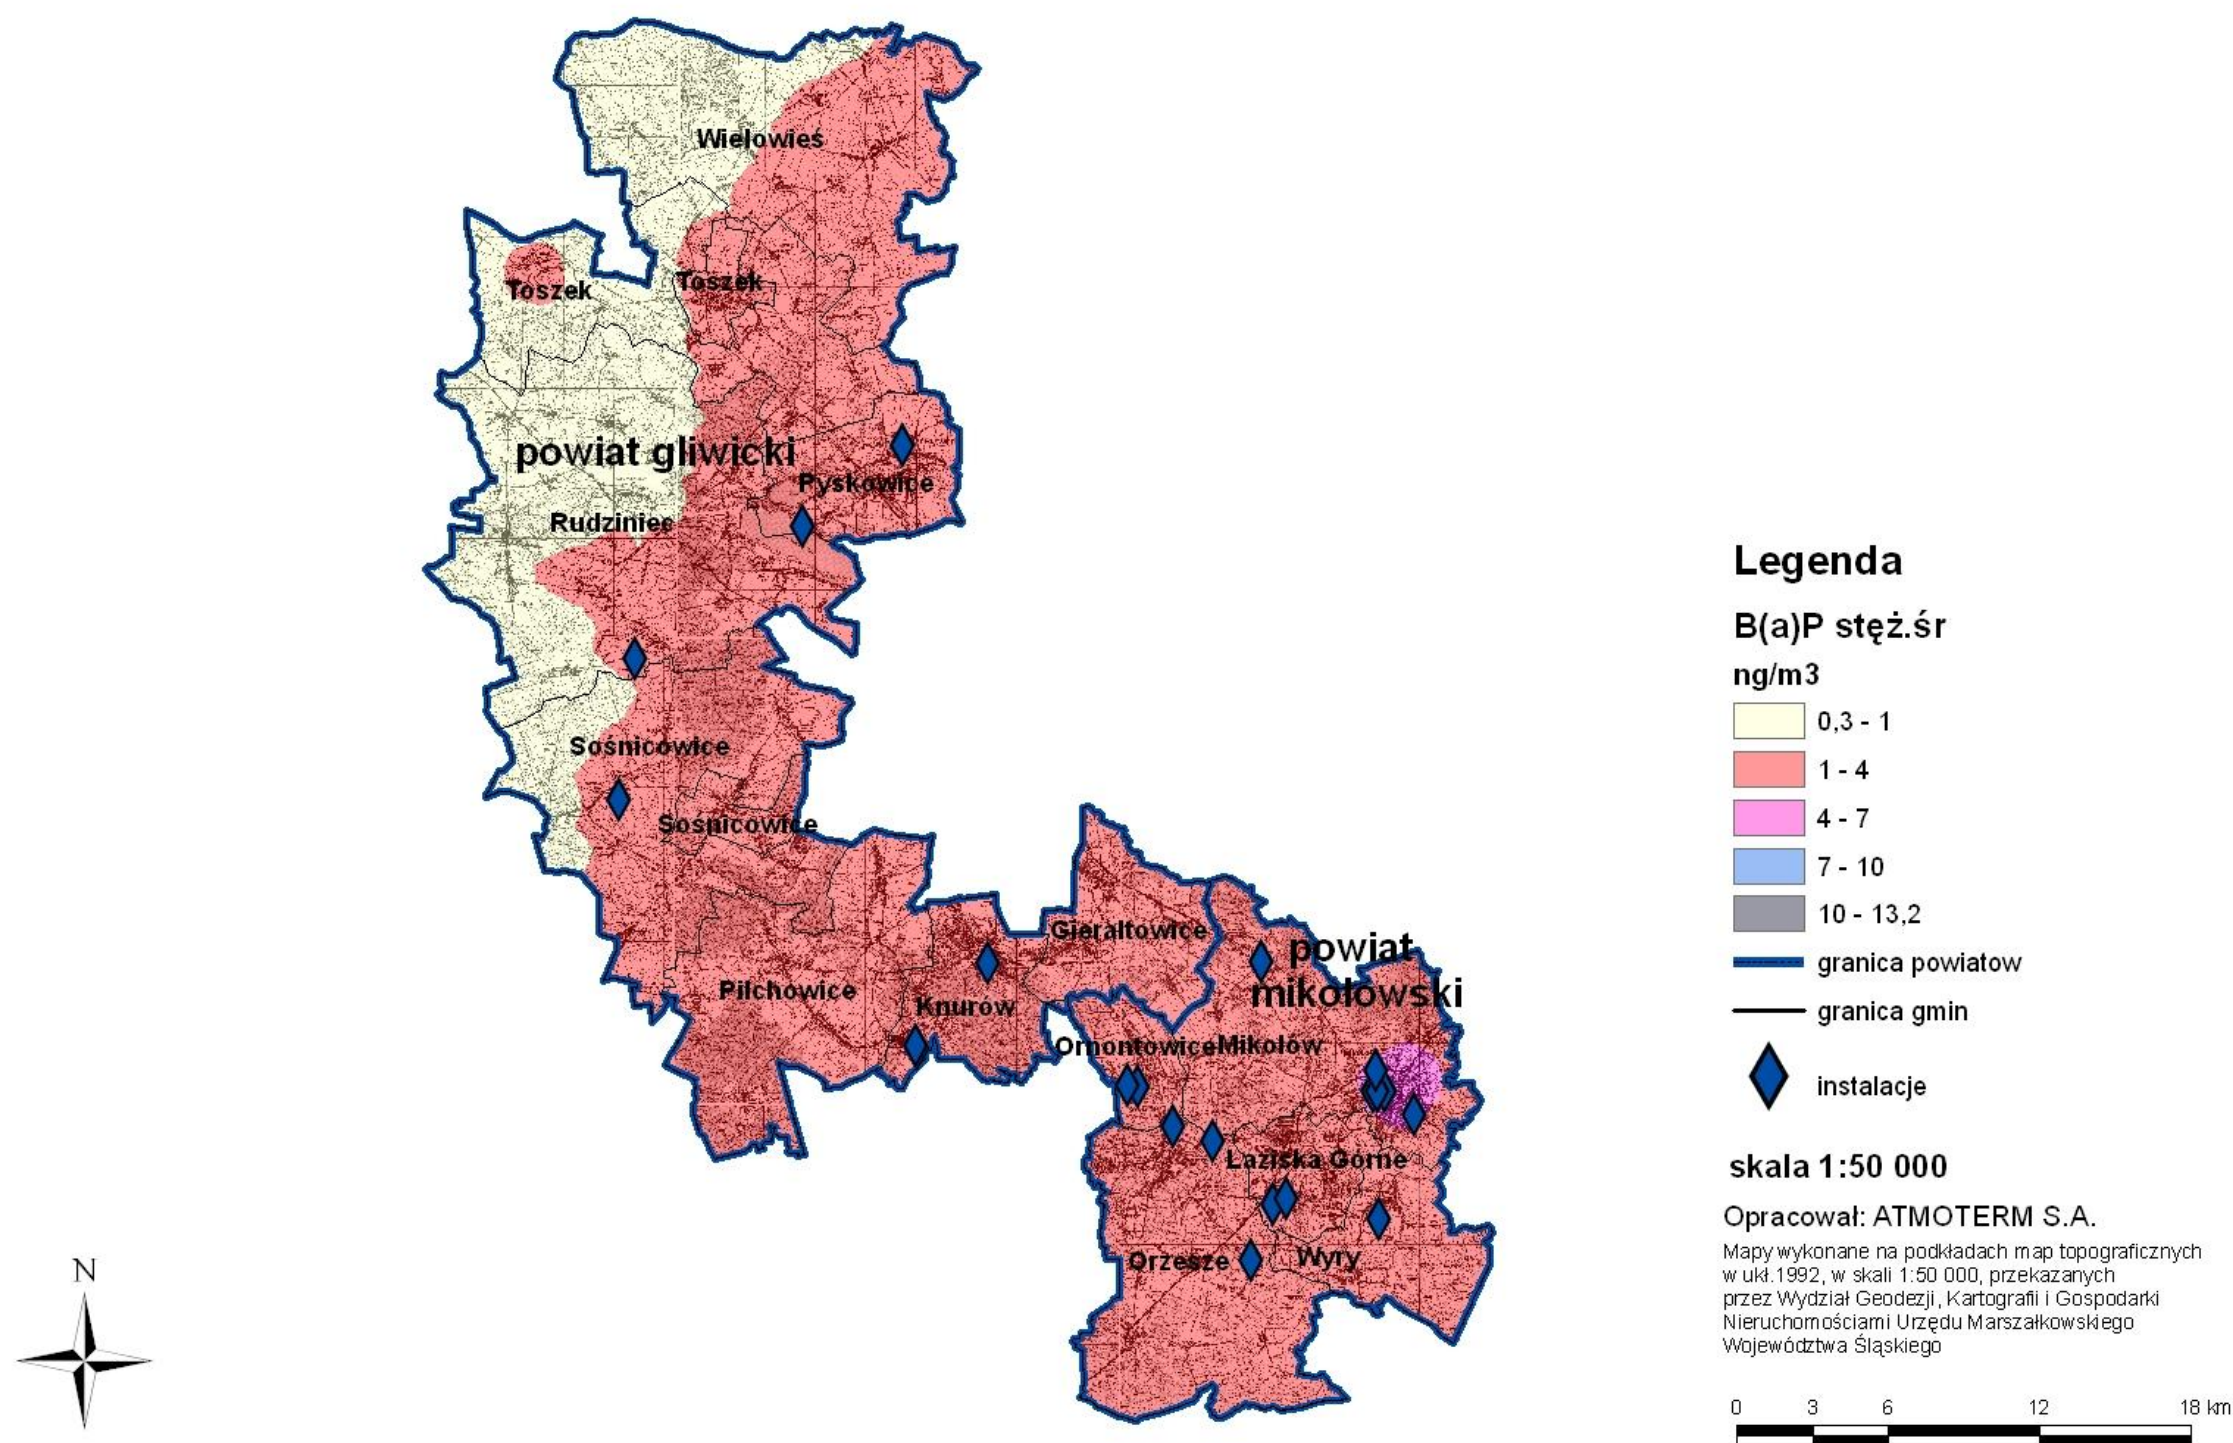 Wielowieś
Toszek
Toszek
powiat gliwicki
Pyskowice
Rudziniec
Sośnicowice
Sośnicowice
Gierałtowice
powiat
mikołowski
Pilchowice
Knurów
Ornontowice
Mikołów
Łaziska Górne
Orzesze
Wyry
Legenda
B(a)P stęż.śr
ng/m3
0,3 - 1
1 - 4
4 - 7
7 - 10
10 - 13,2
granica powiatow
granica gmin
instalacje
skala 1:50 000
Opracował: ATMOTERM S.A.
Mapy wykonane na podkładach map topograficznych
w ukł.1992, w skali 1:50 000, przekazanych
przez Wydział Geodezji, Kartografii i Gospodarki
Nieruchomościami Urzędu Marszałkowskiego
Województwa Śląskiego
N
0 3 6 12 18 km